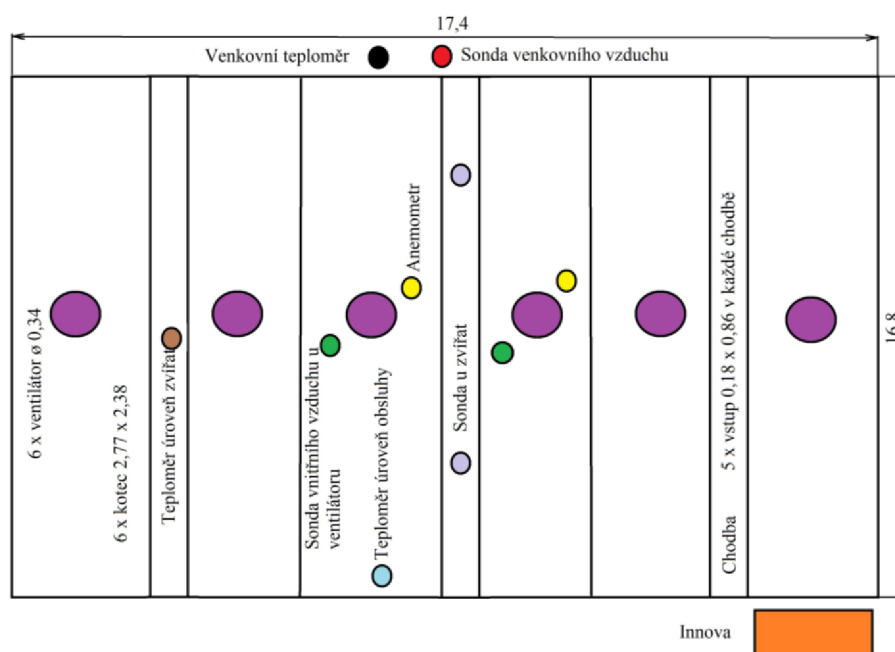 17,4
Venkovní teploměr
Sonda venkovního vzduchu
6 x ventilátor ø 0,34
6 x kotec 2,77 x 2,38
Teploměr úroveň zvířat
Sonda vnitřního vzduchu u
ventilátoru
Teploměr úroveň obsluhy
Anemometr
Sonda u zvířat
Chodba
5 x vstup 0,18 x 0,86 v každé chodbě
16,8
Innova